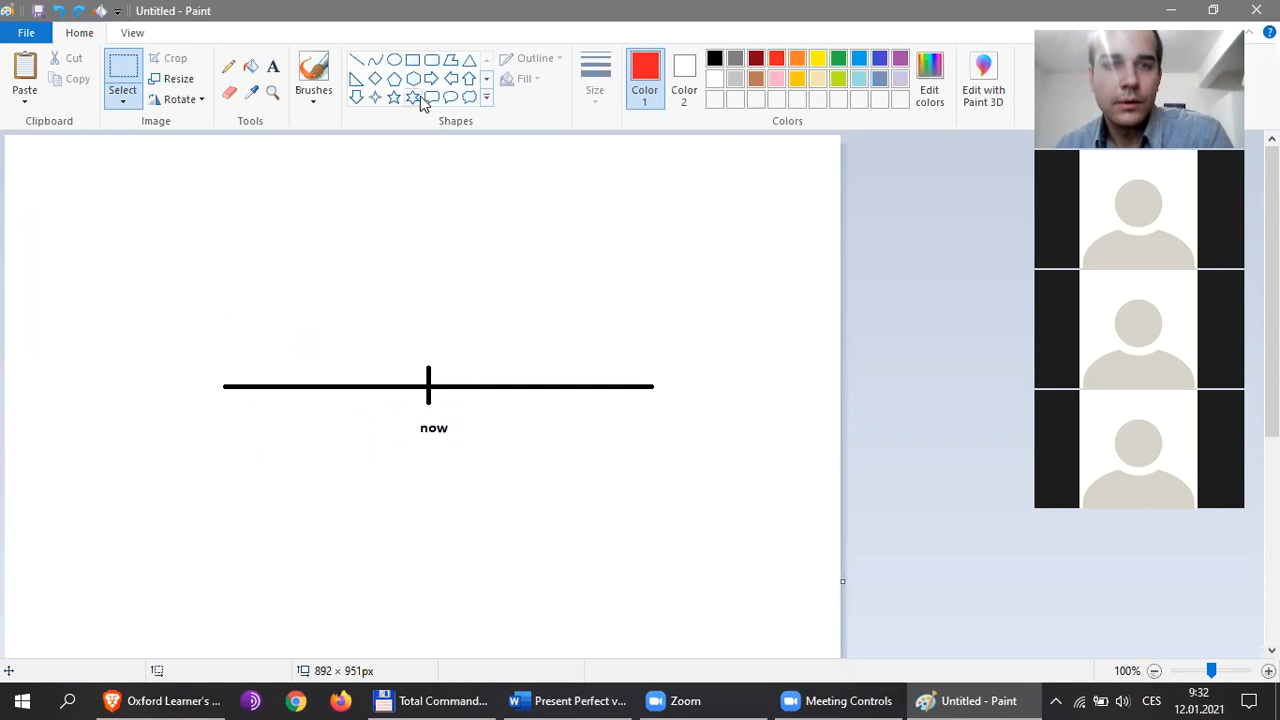 Untitled - Paint
File
Home
View
Paste
Cut
Copy
Clipboard
Select
Crop
Resize
Rotate
Image
A
Tools
Brushes
Outline
Fill
Shapes
Size
Color 1
Color 2
Edit colors
Edit with Paint 3D
Colors
now
892 × 951px
100%
Oxford Learner's ...
Total Command...
Present Perfect v...
Zoom
Meeting Controls
Untitled - Paint
CES
9:32
12.01.2021